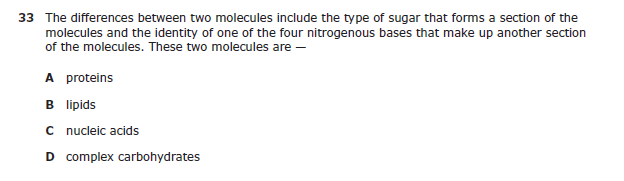 33 The differences between two molecules include the type of sugar that forms a section of the
molecules and the identity of one of the four nitrogenous bases that make up another section
of the molecules. These two molecules are —
A proteins
B lipids
C nucleic acids
D complex carbohydrates